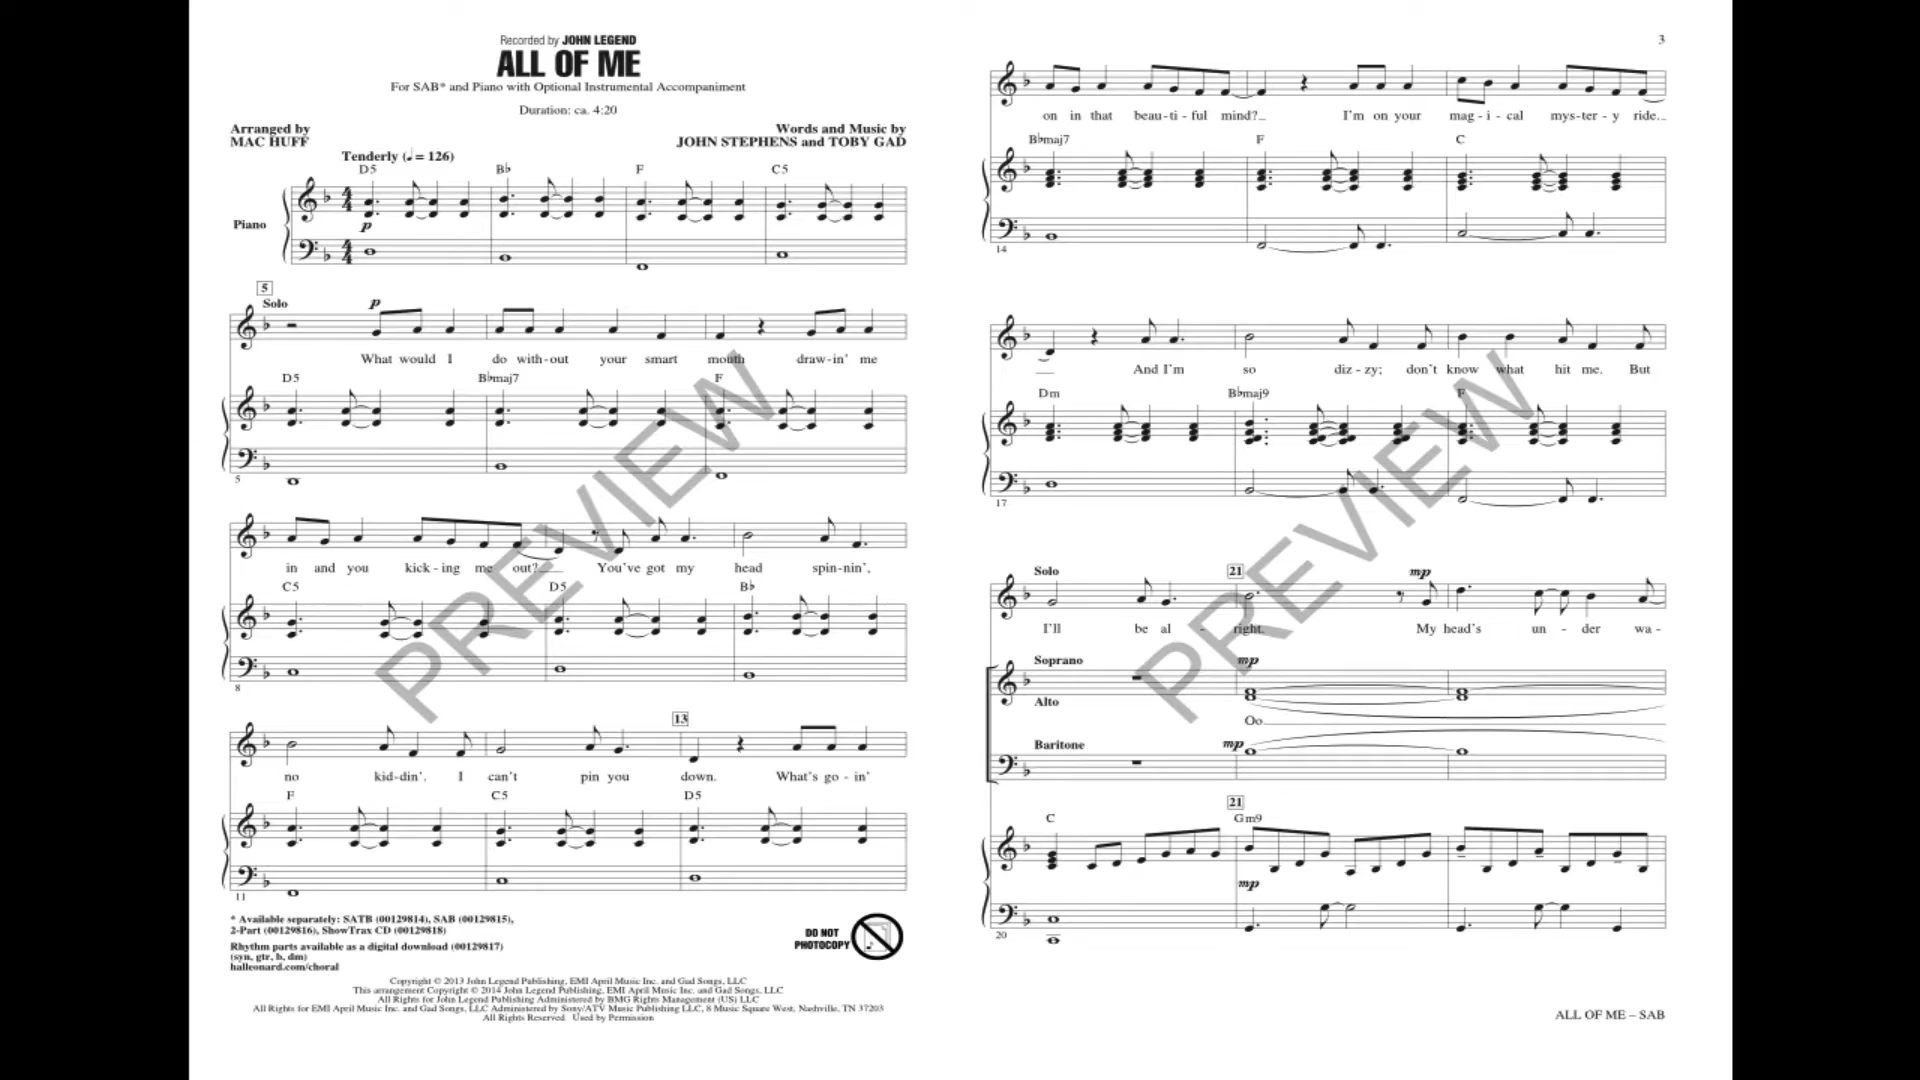 Recorded by JOHN LEGEND
ALL OF ME
For SAB* and Piano with Optional Instrumental Accompaniment
Duration: ca. 4:20
Arranged by
MAC HUFF
Words and Music by
JOHN STEPHENS and TOBY GAD
Tenderly (♩ = 126)
D5 B♭ F C5
Piano
p
5
Solo
p
What would I do with-out your smart mouth draw-in' me
D5 B♭maj7 F
5
in and you kick-ing me out? You've got my head spin-nin',
C5 D5 B♭
8
13
no kid-din'. I can't pin you down. What's go-in'
F C5 D5
11
* Available separately: SATB (00129814), SAB (00129815),
2-Part (00129816), ShowTrax CD (00129818)
Rhythm parts available as a digital download (00129817)
(syn, gtr, b, dm)
halleonard.com/choral
DO NOT
PHOTOCOPY
Copyright © 2013 John Legend Publishing, EMI April Music Inc. and Gad Songs, LLC
This arrangement Copyright © 2014 John Legend Publishing, EMI April Music Inc. and Gad Songs, LLC
All Rights for John Legend Publishing Administered by BMG Rights Management (US) LLC
All Rights for EMI April Music Inc. and Gad Songs, LLC Administered by Sony/ATV Music Publishing LLC, 8 Music Square West, Nashville, TN 37203
All Rights Reserved Used by Permission
PREVIEW
3
on in that beau-ti-ful mind? I'm on your mag-i-cal mys-ter-y ride.
B♭maj7 F C
14
And I'm so diz-zy; don't know what hit me. But
Dm B♭maj9 F
17
Solo 21 mp
I'll be al-right. My head's un-der wa-
Soprano mp
Alto
Oo
Baritone mp
21
C Gm9
mp
20
PREVIEW
ALL OF ME – SAB